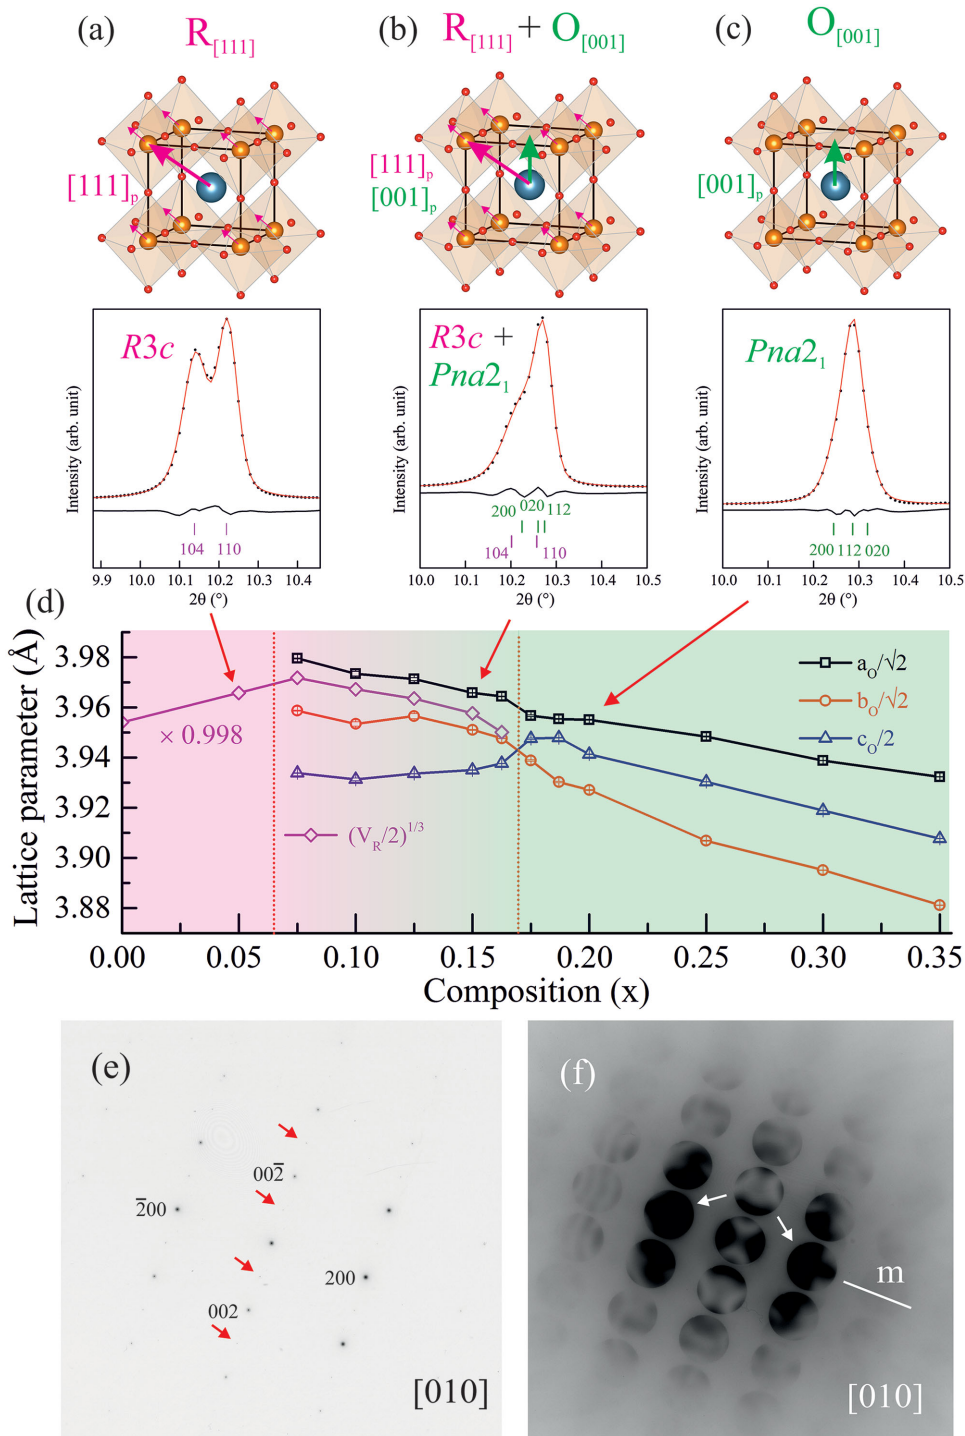 (a) R[111]
(b) R[111] + O[001]
(c) O[001]
[111]p
[111]p
[001]p
[001]p
R3c
R3c +
Pna2₁
Pna2₁
Intensity (arb. unit)
104 110
9.9 10.0 10.1 10.2 10.3 10.4
2θ (°)
Intensity (arb. unit)
200 020 112
104 110
10.0 10.1 10.2 10.3 10.4 10.5
2θ (°)
Intensity (arb. unit)
200 112 020
10.0 10.1 10.2 10.3 10.4 10.5
2θ (°)
(d)
Lattice parameter (Å)
3.98
3.96
3.94
3.92
3.90
3.88
× 0.998
(V_R/2)^1/3
a_O/√2
b_O/√2
c_O/2
0.00 0.05 0.10 0.15 0.20 0.25 0.30 0.35
Composition (x)
(e)
002̅
2̅00
200
002
[010]
(f)
m
[010]